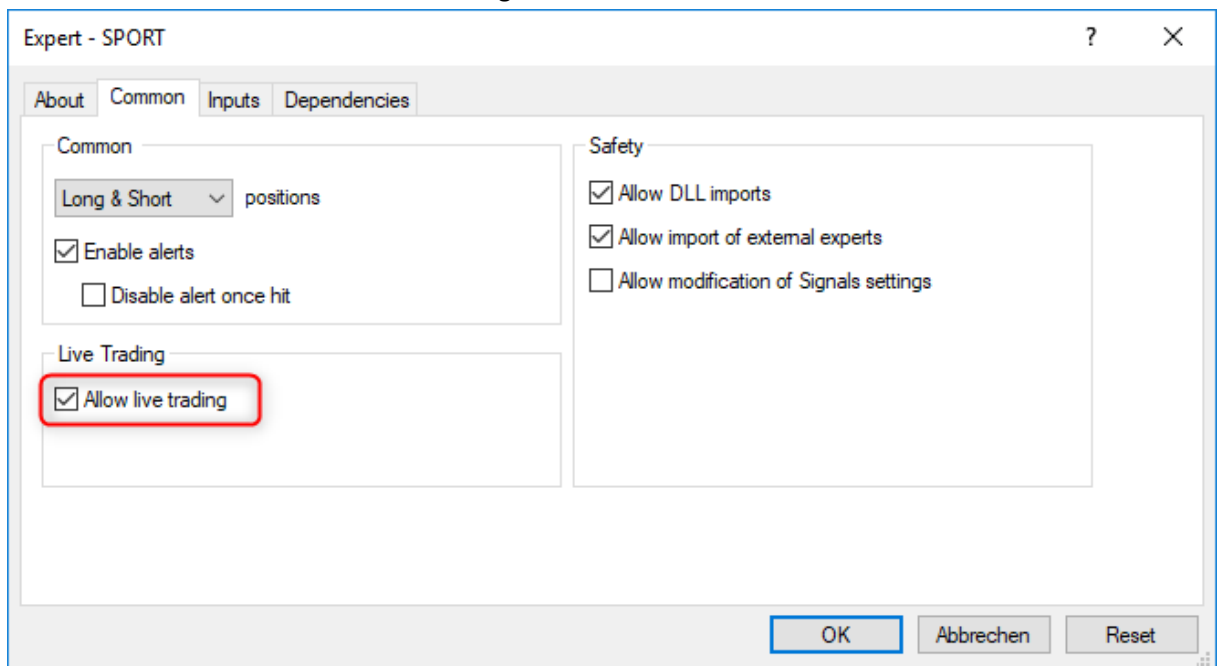 Expert - SPORT
?
About Common Inputs Dependencies
Common
Long & Short positions
Enable alerts
Disable alert once hit
Live Trading
Allow live trading
Safety
Allow DLL imports
Allow import of external experts
Allow modification of Signals settings
OK Abbrechen Reset